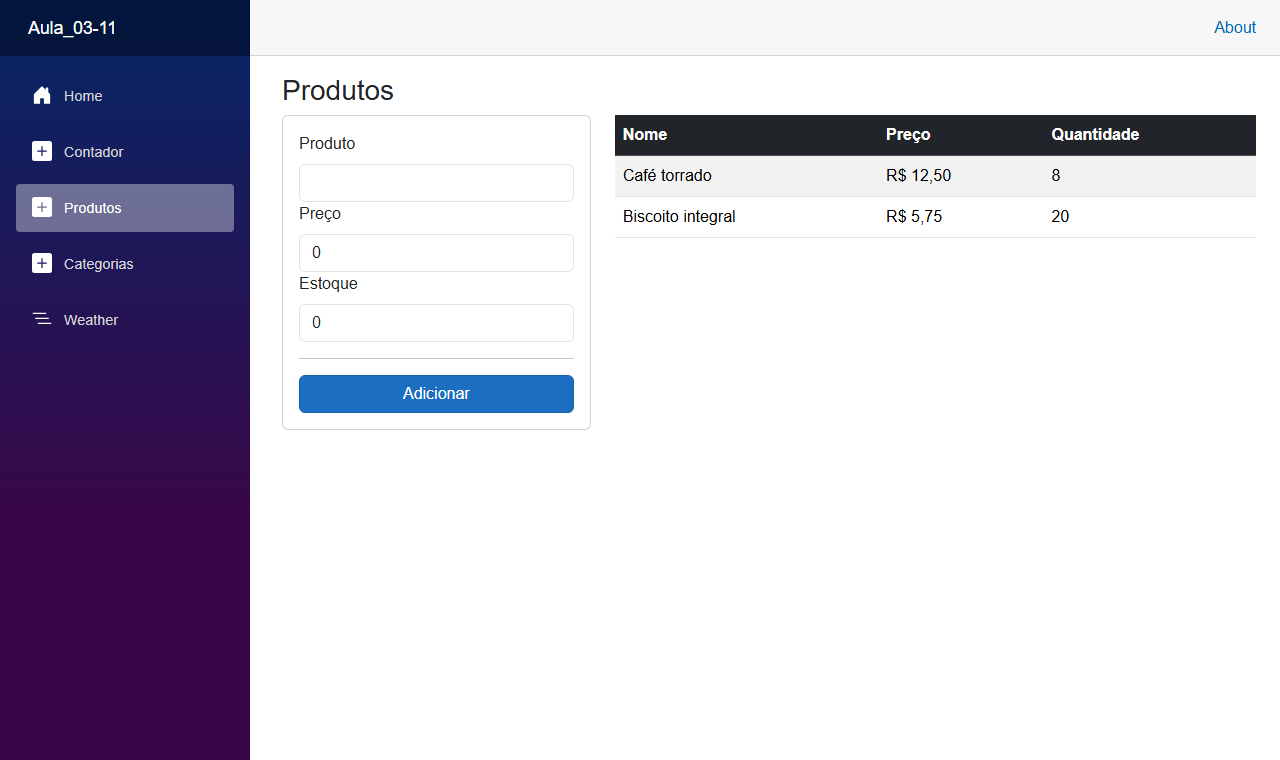 Aula_03-11
About
Home
Contador
Produtos
Categorias
Weather
Produtos
Produto
Preço
0
Estoque
0
Adicionar
Nome Preço Quantidade
Café torrado R$ 12,50 8
Biscoito integral R$ 5,75 20